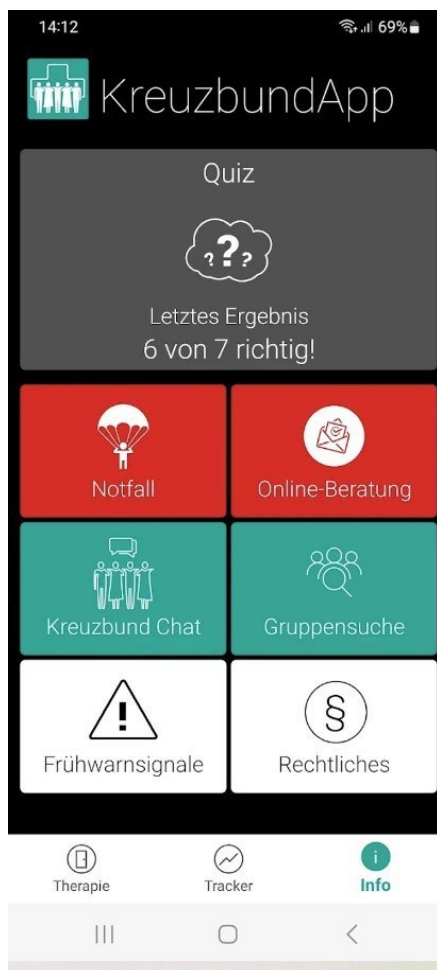 14:12 69%
KreuzbundApp
Quiz
? ? ?
Letztes Ergebnis
6 von 7 richtig!
Notfall
Online-Beratung
Kreuzbund Chat
Gruppensuche
!
Frühwarnsignale
§
Rechtliches
Therapie
Tracker
i
Info